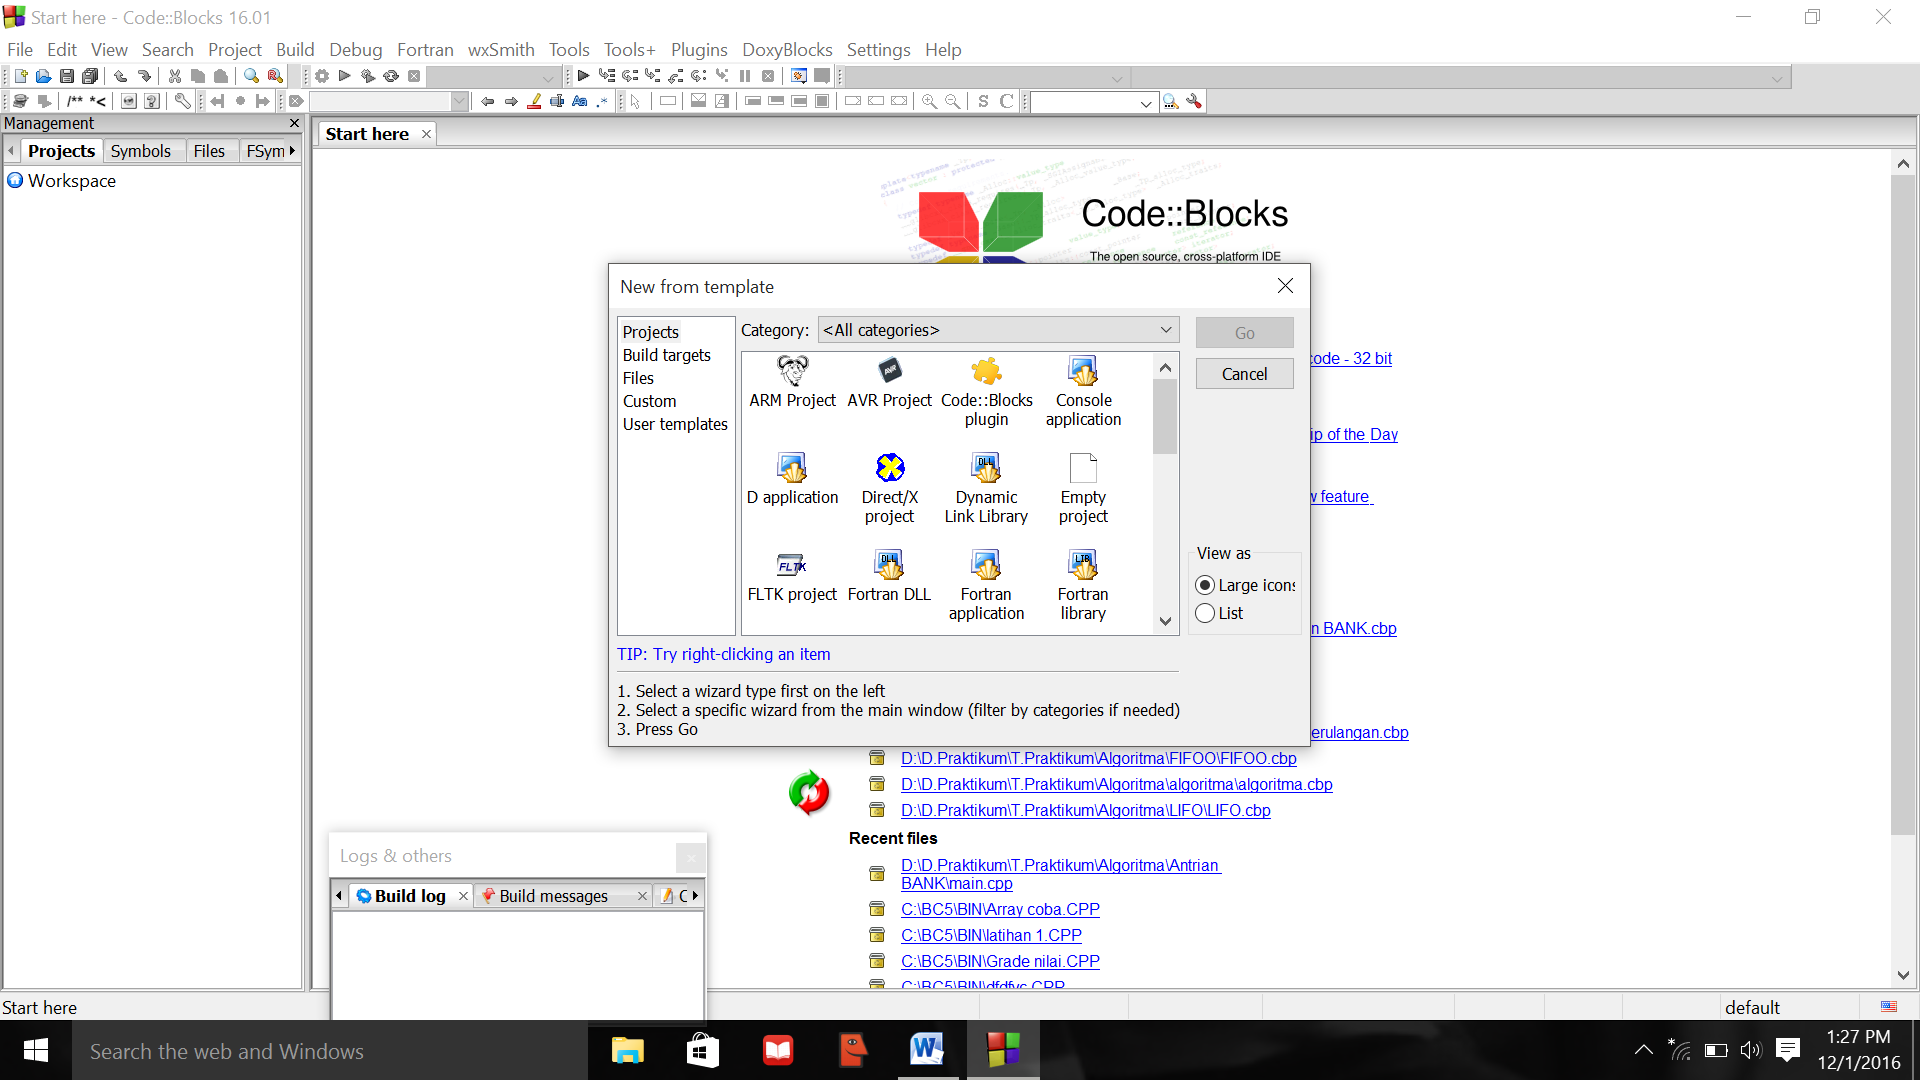 Start here - Code::Blocks 16.01
File Edit View Search Project Build Debug Fortran wxSmith Tools Tools+ Plugins DoxyBlocks Settings Help
/** *<
Management
Projects Symbols Files FSym
Workspace
Start here
Code::Blocks
The open source, cross-platform IDE
New from template
Projects
Build targets
Files
Custom
User templates
Category: <All categories>
Go
Cancel
ARM Project
AVR Project
Code::Blocks plugin
Console application
D application
Direct/X project
Dynamic Link Library
Empty project
FLTK project
Fortran DLL
Fortran application
Fortran library
View as
Large icons
List
TIP: Try right-clicking an item
1. Select a wizard type first on the left
2. Select a specific wizard from the main window (filter by categories if needed)
3. Press Go
code - 32 bit
ip of the Day
feature
n BANK.cbp
erulangan.cbp
D:\D.Praktikum\T.Praktikum\Algoritma\FIFOO\FIFOO.cbp
D:\D.Praktikum\T.Praktikum\Algoritma\algoritma\algoritma.cbp
D:\D.Praktikum\T.Praktikum\Algoritma\LIFO\LIFO.cbp
Recent files
D:\D.Praktikum\T.Praktikum\Algoritma\Antrian
BANK\main.cpp
C:\BC5\BIN\Array coba.CPP
C:\BC5\BIN\latihan 1.CPP
C:\BC5\BIN\Grade nilai.CPP
Logs & others
Build log Build messages C
Start here
default
Search the web and Windows
1:27 PM
12/1/2016